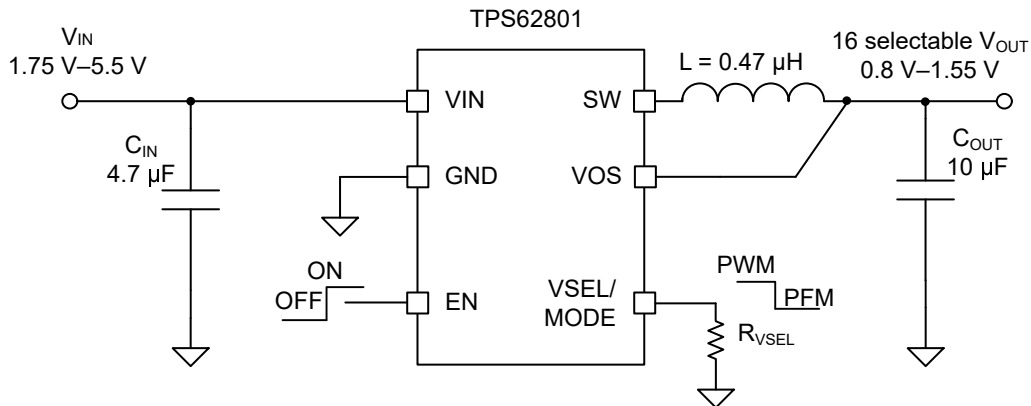 TPS62801
VIN
1.75 V–5.5 V
L = 0.47 µH
16 selectable VOUT
0.8 V–1.55 V
VIN
SW
CIN
4.7 µF
COUT
10 µF
GND
VOS
ON
OFF
EN
VSEL/
MODE
PWM
PFM
RVSEL